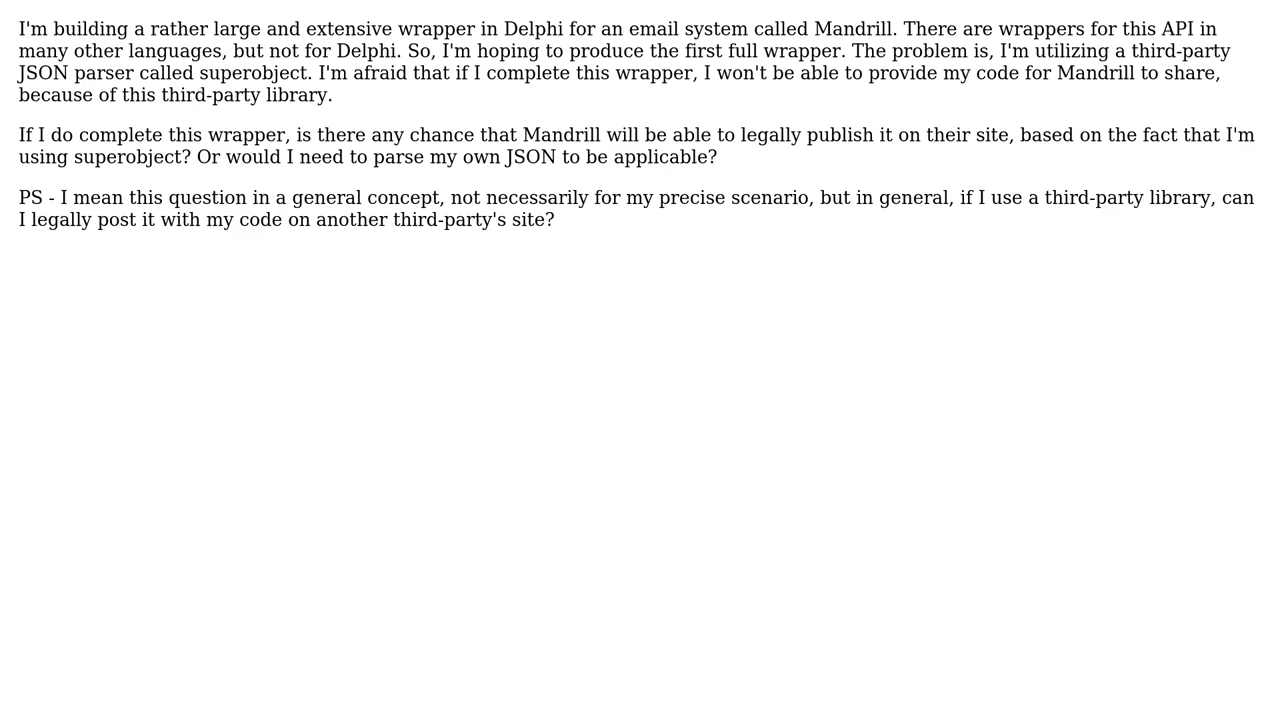 I'm building a rather large and extensive wrapper in Delphi for an email system called Mandrill. There are wrappers for this API in
many other languages, but not for Delphi. So, I'm hoping to produce the first full wrapper. The problem is, I'm utilizing a third-party
JSON parser called superobject. I'm afraid that if I complete this wrapper, I won't be able to provide my code for Mandrill to share,
because of this third-party library.
If I do complete this wrapper, is there any chance that Mandrill will be able to legally publish it on their site, based on the fact that I'm
using superobject? Or would I need to parse my own JSON to be applicable?
PS - I mean this question in a general concept, not necessarily for my precise scenario, but in general, if I use a third-party library, can
I legally post it with my code on another third-party's site?